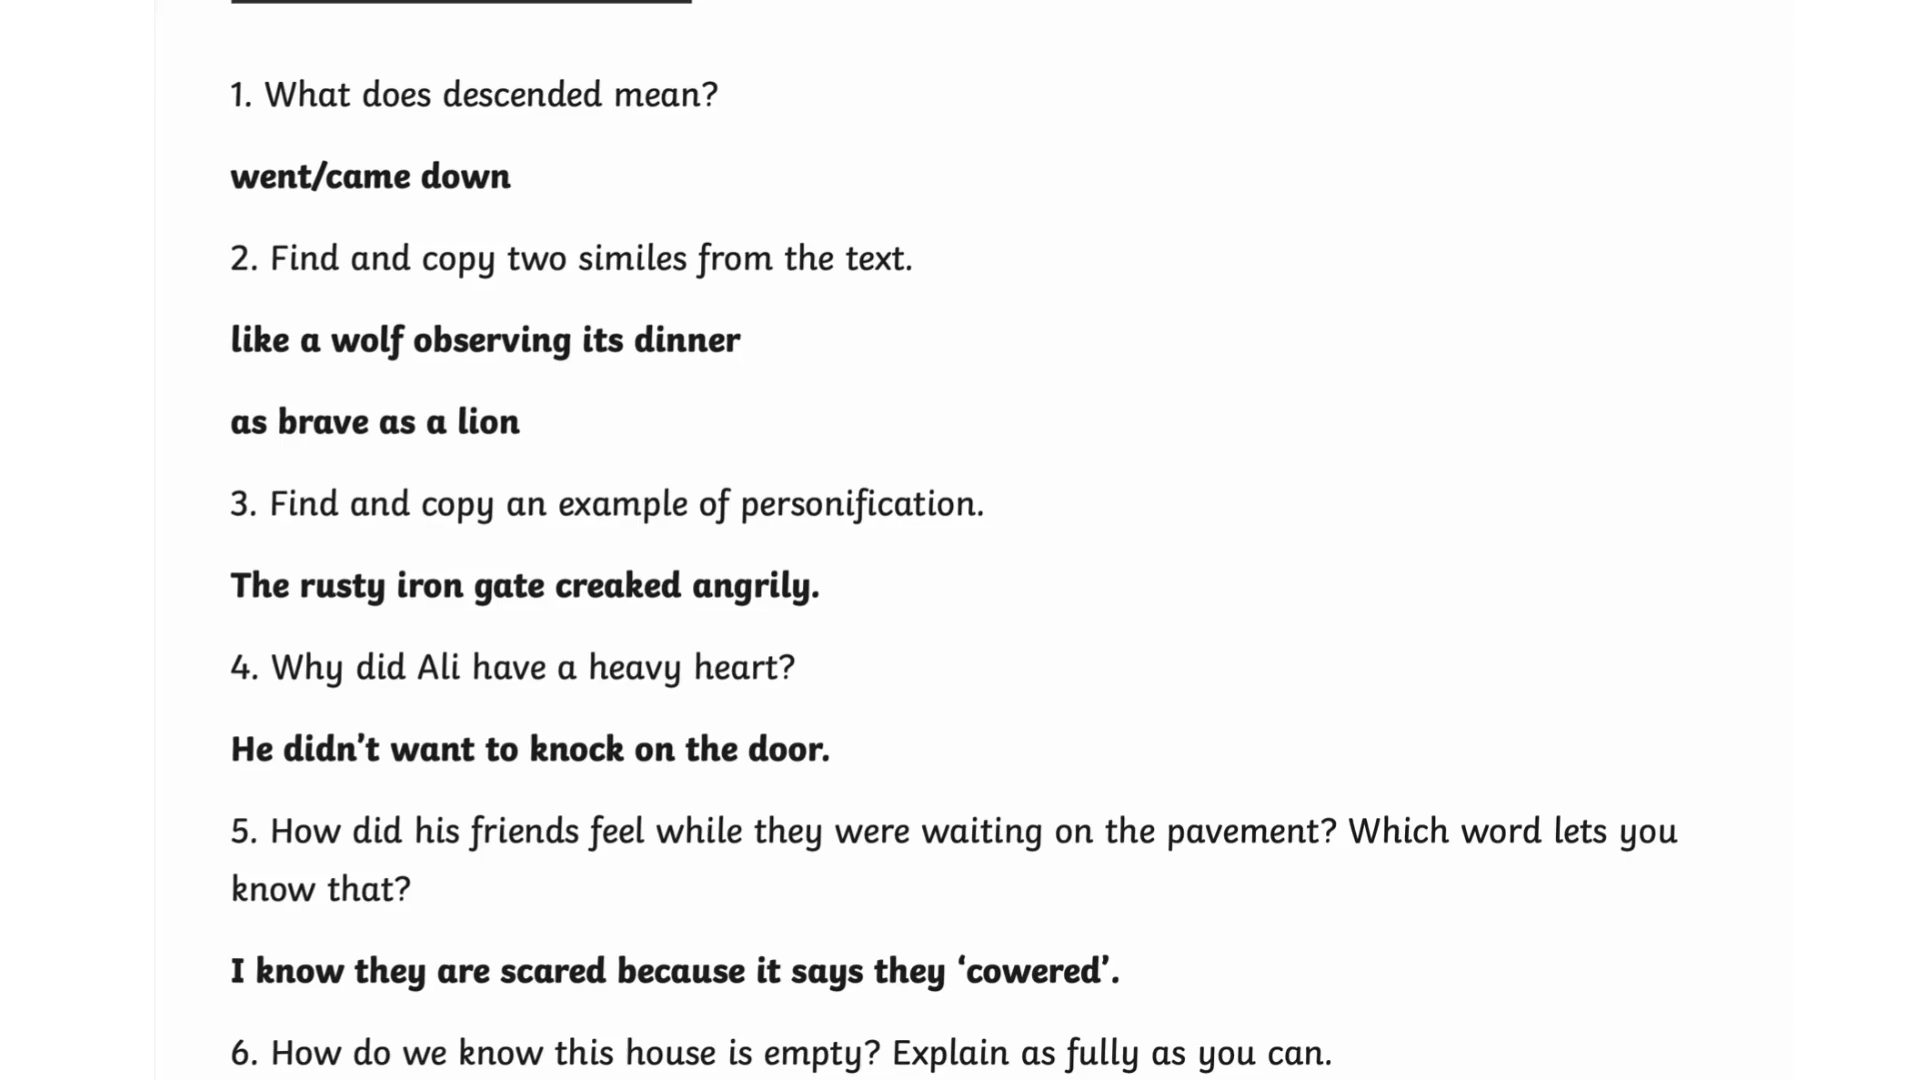 1. What does descended mean?
went/came down
2. Find and copy two similes from the text.
like a wolf observing its dinner
as brave as a lion
3. Find and copy an example of personification.
The rusty iron gate creaked angrily.
4. Why did Ali have a heavy heart?
He didn’t want to knock on the door.
5. How did his friends feel while they were waiting on the pavement? Which word lets you
know that?
I know they are scared because it says they ‘cowered’.
6. How do we know this house is empty? Explain as fully as you can.